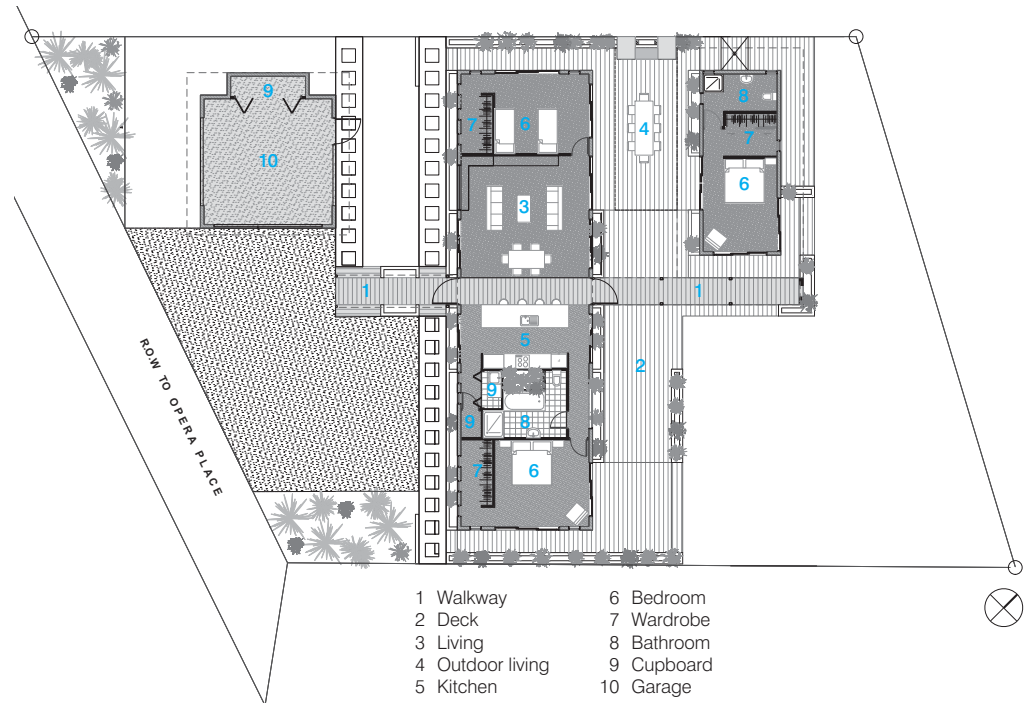 9
10
7
6
4
8
7
6
3
1
1
5
2
9
9
8
7
6
R.O.W TO OPERA PLACE
1 Walkway
2 Deck
3 Living
4 Outdoor living
5 Kitchen
6 Bedroom
7 Wardrobe
8 Bathroom
9 Cupboard
10 Garage